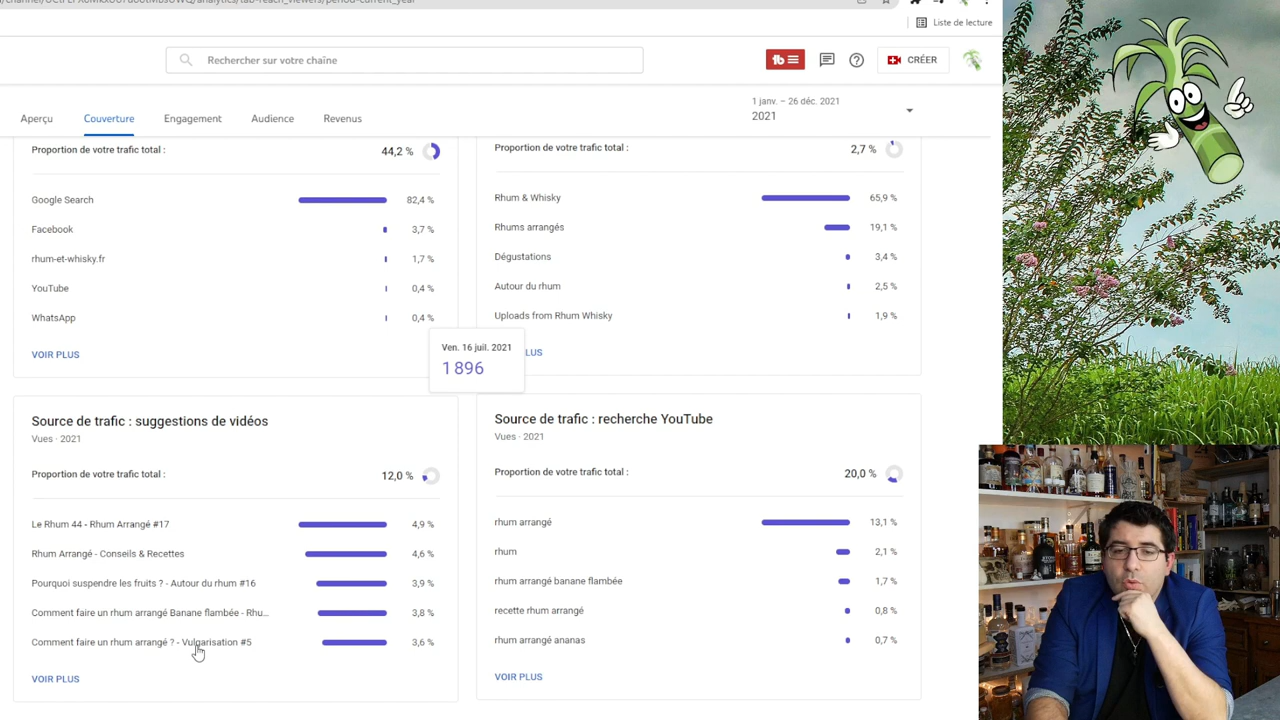 Liste de lecture
Rechercher sur votre chaîne
tb
CRÉER
Aperçu
Couverture
Engagement
Audience
Revenus
1 janv. – 26 déc. 2021
2021
Proportion de votre trafic total :
44,2 %
Google Search
82,4 %
Facebook
3,7 %
rhum-et-whisky.fr
1,7 %
YouTube
0,4 %
WhatsApp
0,4 %
VOIR PLUS
Proportion de votre trafic total :
2,7 %
Rhum & Whisky
65,9 %
Rhums arrangés
19,1 %
Dégustations
3,4 %
Autour du rhum
2,5 %
Uploads from Rhum Whisky
1,9 %
LUS
Ven. 16 juil. 2021
1 896
Source de trafic : suggestions de vidéos
Vues · 2021
Proportion de votre trafic total :
12,0 %
Le Rhum 44 - Rhum Arrangé #17
4,9 %
Rhum Arrangé - Conseils & Recettes
4,6 %
Pourquoi suspendre les fruits ? - Autour du rhum #16
3,9 %
Comment faire un rhum arrangé Banane flambée - Rhu...
3,8 %
Comment faire un rhum arrangé ? - Vulgarisation #5
3,6 %
VOIR PLUS
Source de trafic : recherche YouTube
Vues · 2021
Proportion de votre trafic total :
20,0 %
rhum arrangé
13,1 %
rhum
2,1 %
rhum arrangé banane flambée
1,7 %
recette rhum arrangé
0,8 %
rhum arrangé ananas
0,7 %
VOIR PLUS